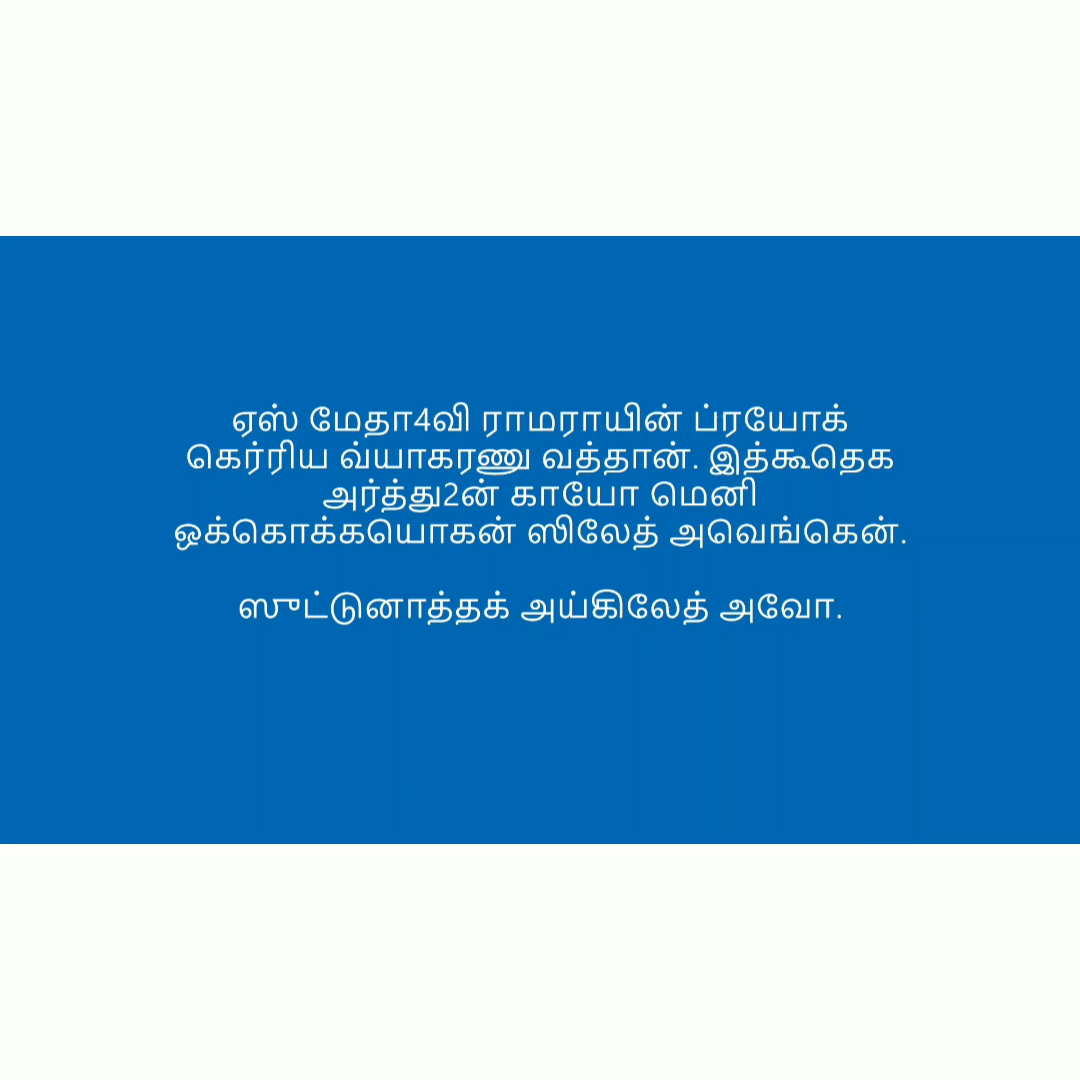 ஏஸ் மேதா4வி ராமராயின் ப்ரயோக்
கெர்ரிய வ்யாகரணு வத்தான். இத்கூதெக
அர்த்து2ன் காயோ மெனி
ஒக்கொக்கயொகன் ஸிலேத் அவெங்கென்.
ஸுட்டுனாத்தக் அய்கிலேத் அவோ.